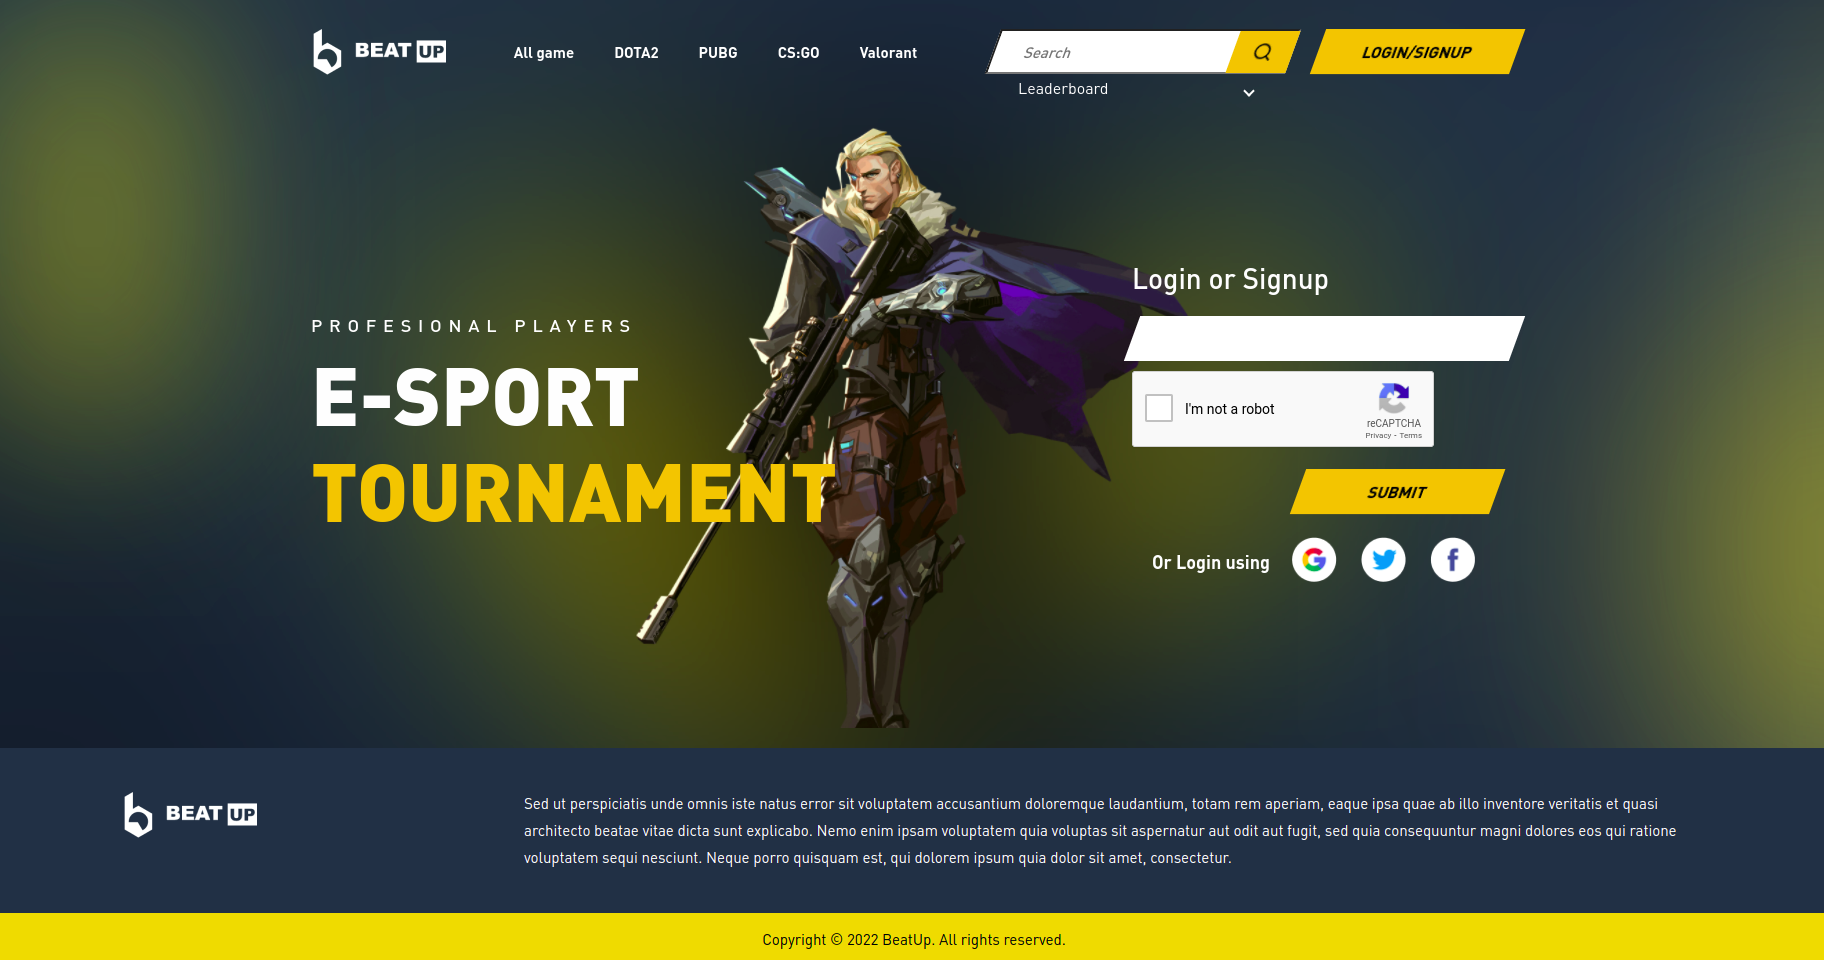 BEAT UP
All game
DOTA2
PUBG
CS:GO
Valorant
Search
LOGIN/SIGNUP
Leaderboard
PROFESIONAL PLAYERS
E-SPORT
TOURNAMENT
Login or Signup
I'm not a robot
reCAPTCHA
Privacy - Terms
SUBMIT
Or Login using
BEAT UP
Sed ut perspiciatis unde omnis iste natus error sit voluptatem accusantium doloremque laudantium, totam rem aperiam, eaque ipsa quae ab illo inventore veritatis et quasi
architecto beatae vitae dicta sunt explicabo. Nemo enim ipsam voluptatem quia voluptas sit aspernatur aut odit aut fugit, sed quia consequuntur magni dolores eos qui ratione
voluptatem sequi nesciunt. Neque porro quisquam est, qui dolorem ipsum quia dolor sit amet, consectetur.
Copyright © 2022 BeatUp. All rights reserved.